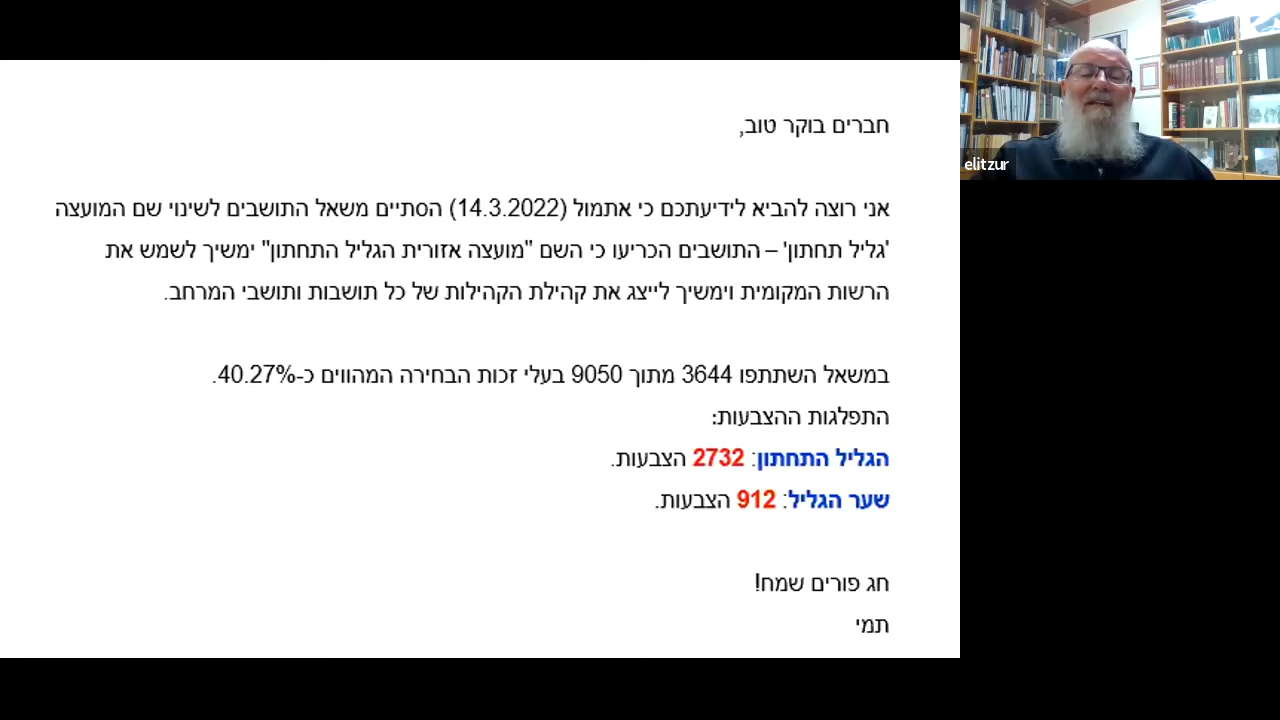 חברים בוקר טוב,
אני רוצה להביא לידיעתכם כי אתמול (14.3.2022) הסתיים משאל התושבים לשינוי שם המועצה
'גליל תחתון' – התושבים הכריעו כי השם "מועצה אזורית הגליל התחתון" ימשיך לשמש את
הרשות המקומית וימשיך לייצג את קהילת הקהילות של כל תושבות ותושבי המרחב.
במשאל השתתפו 3644 מתוך 9050 בעלי זכות הבחירה המהווים כ-40.27%.
התפלגות ההצבעות:
הגליל התחתון: 2732 הצבעות.
שער הגליל: 912 הצבעות.
חג פורים שמח!
תמי
elitzur